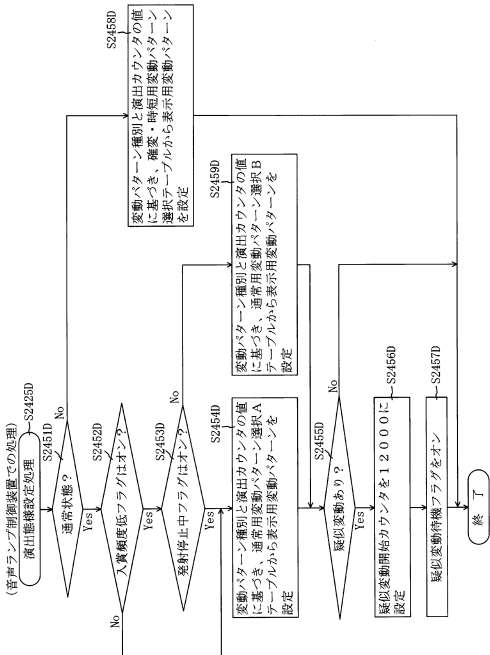 (音声ランプ制御装置での処理)
演出態様設定処理
S2425D
通常状態?
S2451D
No
Yes
入賞頻度低フラグはオン?
S2452D
No
Yes
発射停止中フラグはオン?
S2453D
No
Yes
変動パターン種別と演出カウンタの値
に基づき、通常用変動パターン選択A
テーブルから表示用変動パターンを
設定
S2454D
変動パターン種別と演出カウンタの値
に基づき、通常用変動パターン選択B
テーブルから表示用変動パターンを
設定
S2459D
変動パターン種別と演出カウンタの値
に基づき、確変・時短用変動パターン
選択テーブルから表示用変動パターン
を設定
S2458D
疑似変動あり?
S2455D
No
Yes
疑似変動開始カウンタを12000に
設定
S2456D
疑似変動待機フラグをオン
S2457D
終 了